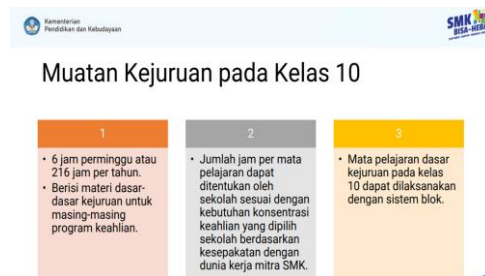 Kementerian
Pendidikan dan Kebudayaan
SMK
BISA-HEBAT
Muatan Kejuruan pada Kelas 10
1
• 6 jam perminggu atau
216 jam per tahun.
• Berisi materi dasar-
dasar kejuruan untuk
masing-masing
program keahlian.
2
• Jumlah jam per mata
pelajaran dapat
ditentukan oleh
sekolah sesuai dengan
kebutuhan konsentrasi
keahlian yang dipilih
sekolah berdasarkan
kesepakatan dengan
dunia kerja mitra SMK.
3
• Mata pelajaran dasar
kejuruan pada kelas
10 dapat dilaksanakan
dengan sistem blok.